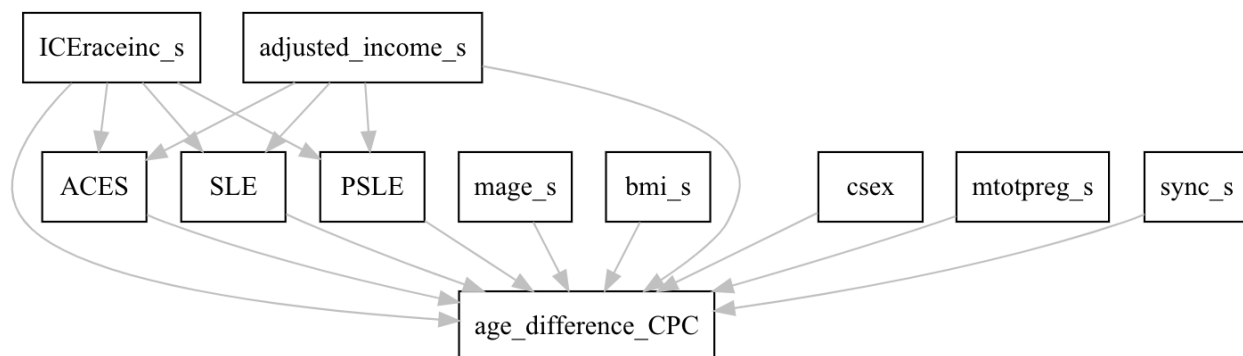 ICEraceinc_s
adjusted_income_s
ACES
SLE
PSLE
mage_s
bmi_s
csex
mtotpreg_s
sync_s
age_difference_CPC